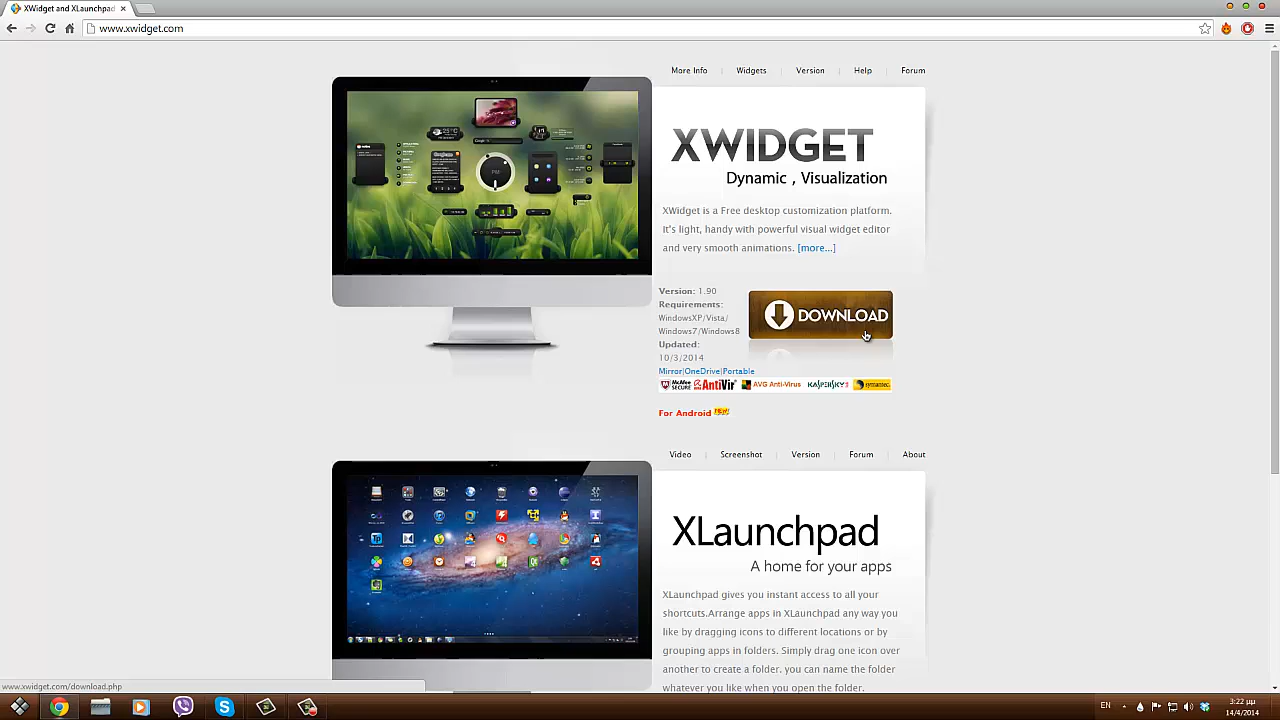 XWidget and XLaunchpad
www.xwidget.com
More Info | Widgets | Version | Help | Forum
XWIDGET
Dynamic , Visualization
XWidget is a Free desktop customization platform.
It's light, handy with powerful visual widget editor
and very smooth animations. [more...]
Version: 1.90
Requirements:
WindowsXP/Vista/
Windows7/Windows8
Updated:
10/3/2014
DOWNLOAD
Mirror|OneDrive|Portable
McAfee SECURE AntiVir AVG Anti-Virus KASPERSKY symantec.
For Android
Video | Screenshot | Version | Forum | About
XLaunchpad
A home for your apps
XLaunchpad gives you instant access to all your
shortcuts.Arrange apps in XLaunchpad any way you
like by dragging icons to different locations or by
grouping apps in folders. Simply drag one icon over
another to create a folder, you can name the folder
whatever you like when you open the folder.
www.xwidget.com/download.php
EN
3:22 μμ
14/4/2014